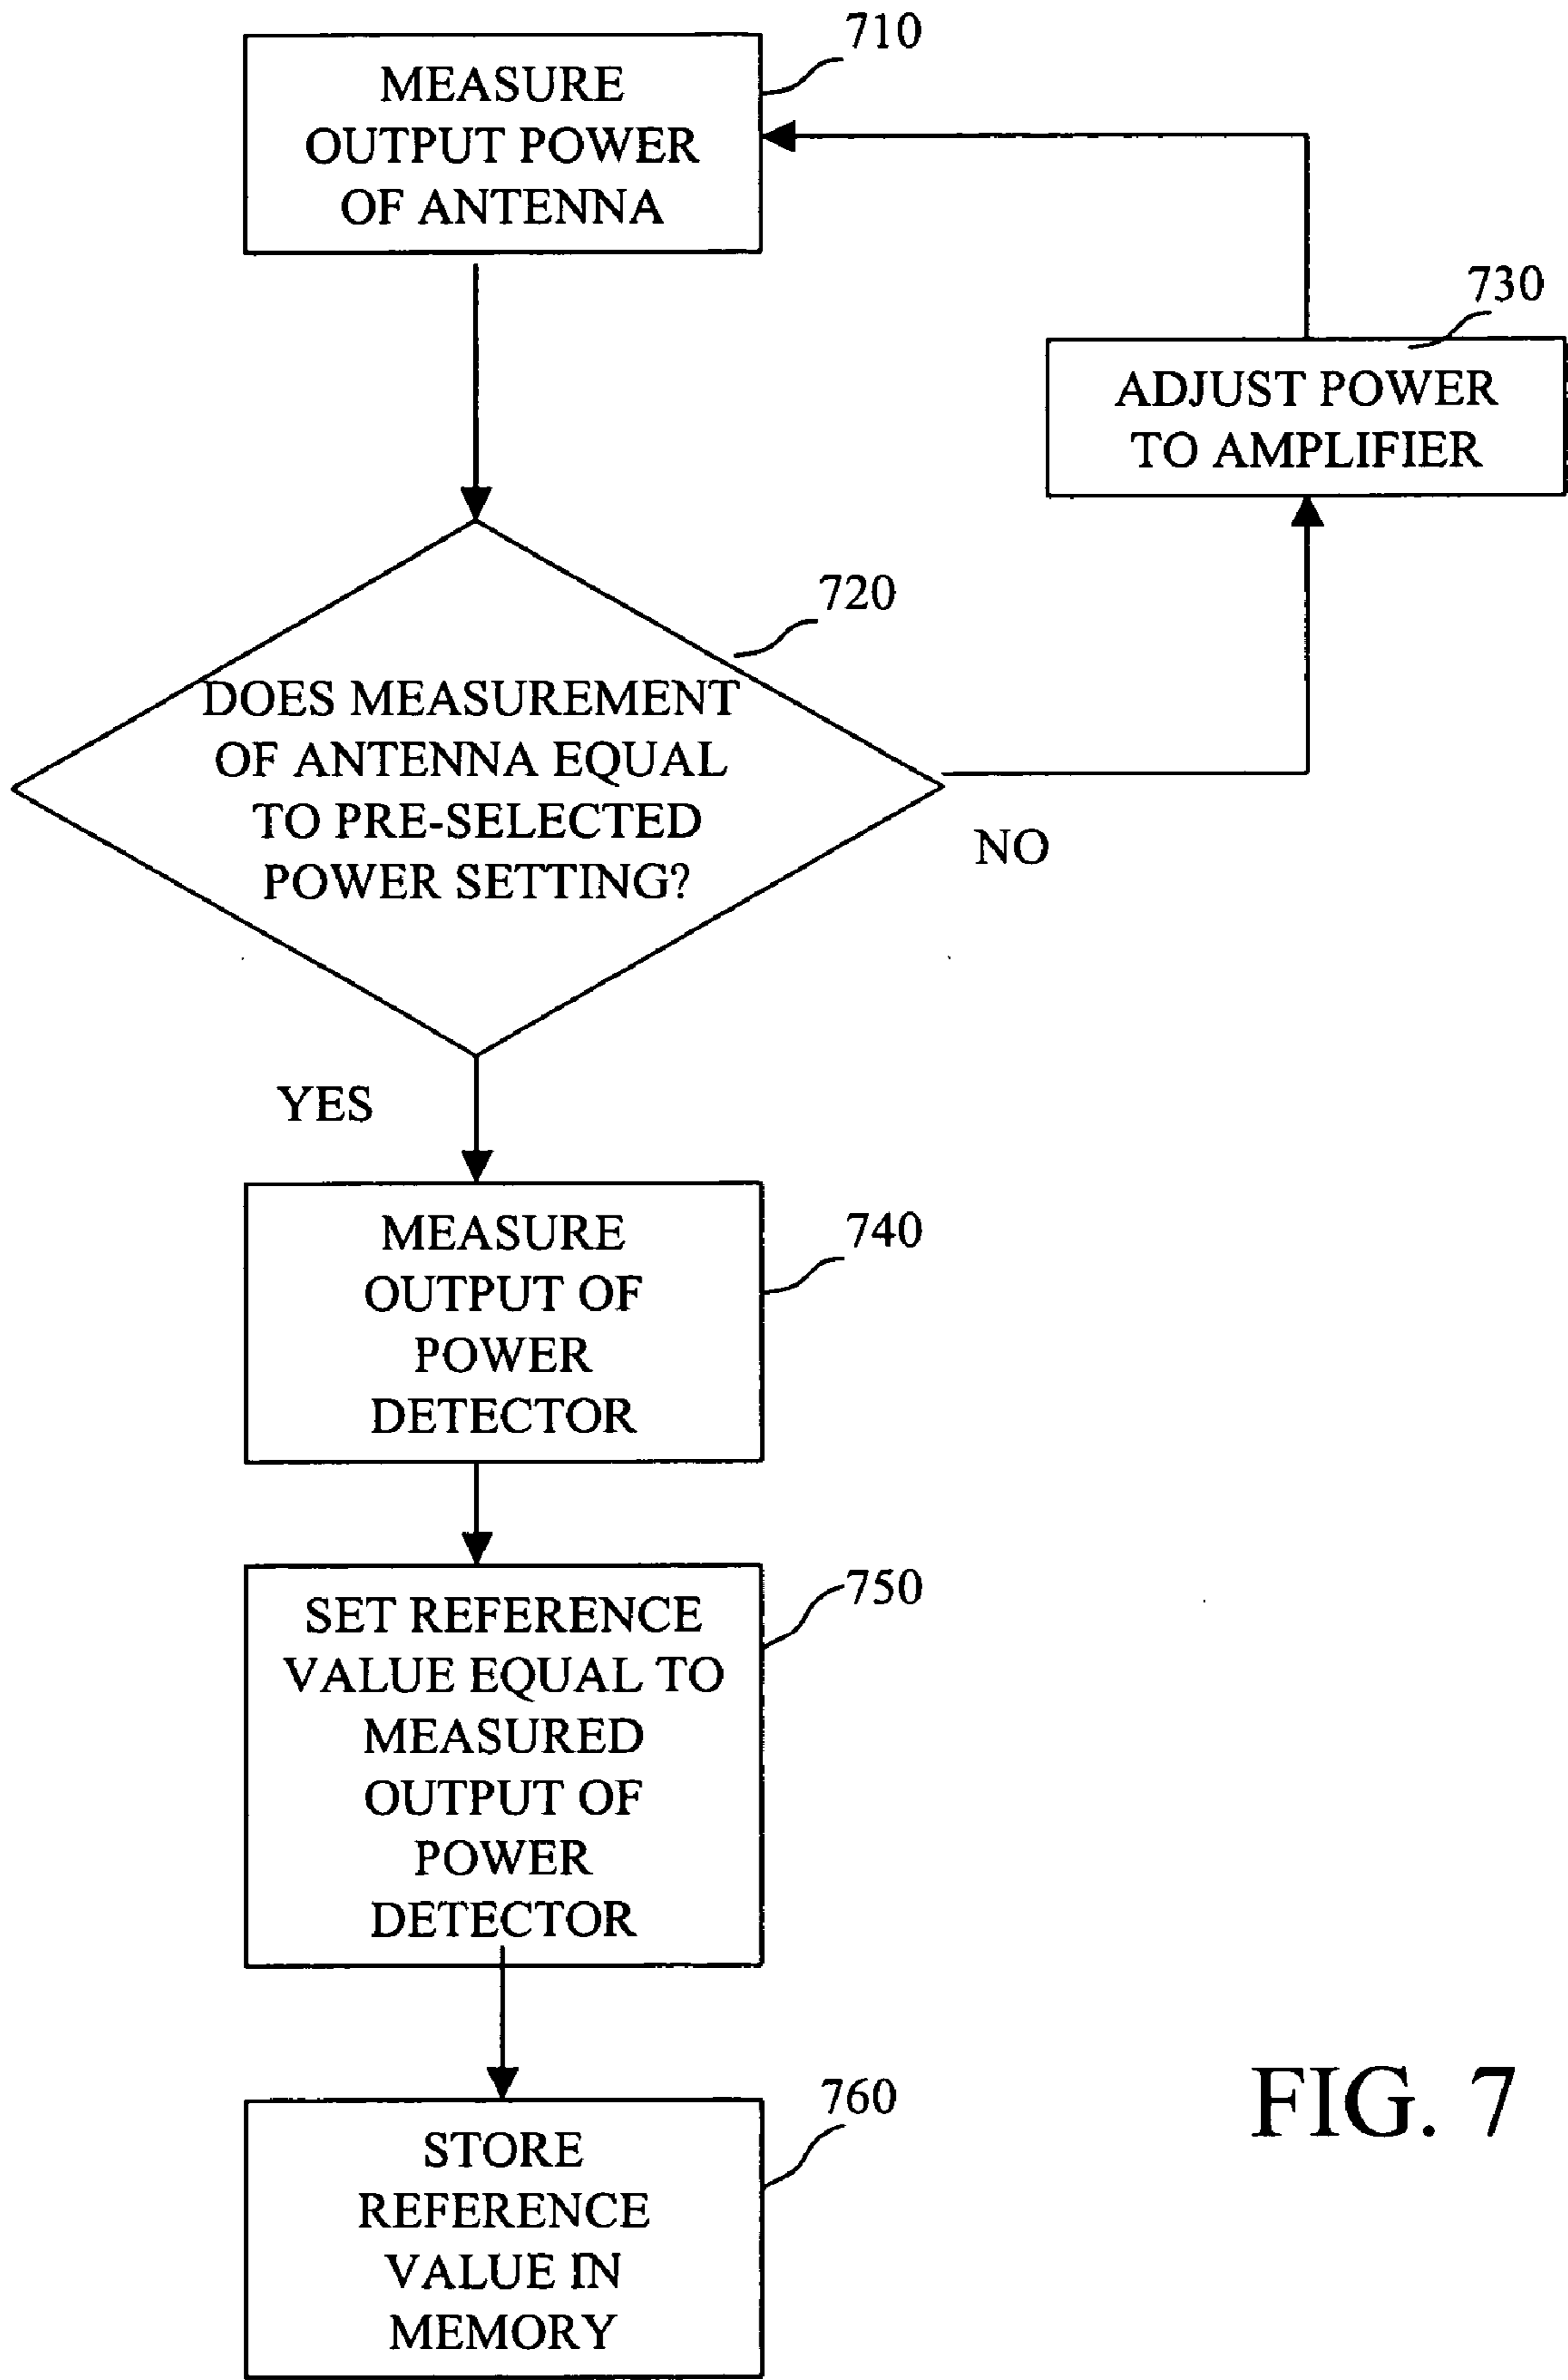 710
MEASURE
OUTPUT POWER
OF ANTENNA
730
ADJUST POWER
TO AMPLIFIER
720
DOES MEASUREMENT
OF ANTENNA EQUAL
TO PRE-SELECTED
POWER SETTING?
NO
YES
740
MEASURE
OUTPUT OF
POWER
DETECTOR
750
SET REFERENCE
VALUE EQUAL TO
MEASURED
OUTPUT OF
POWER
DETECTOR
760
STORE
REFERENCE
VALUE IN
MEMORY
FIG. 7